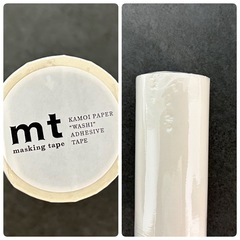 mt
masking tape
KAMOI PAPER
"WASHI"
ADHESIVE
TAPE